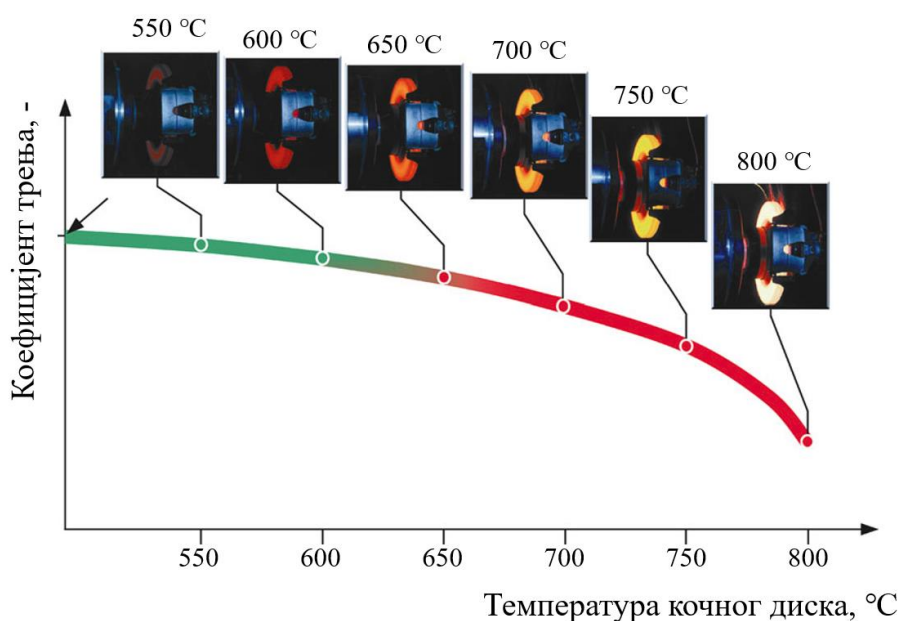 550 °C
600 °C
650 °C
700 °C
750 °C
800 °C
Коефицијент трења, -
550 600 650 700 750 800
Температура кочног диска, °C